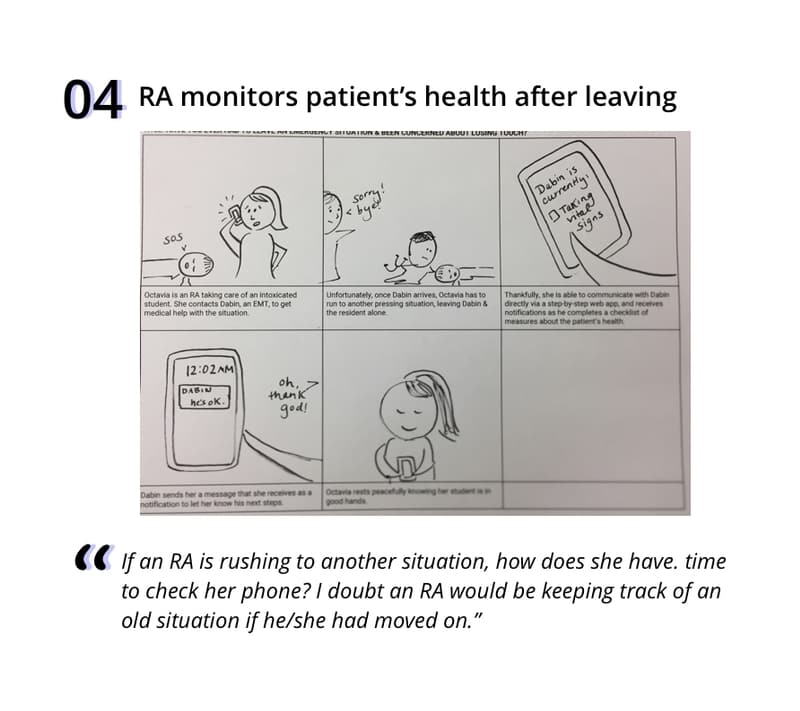 04 RA monitors patient’s health after leaving
EMERGENCY SITUATION & BEEN CONCERNED ABOUT LOSING TOUCH?
SOS
Octavia is an RA taking care of an intoxicated
student. She contacts Dabin, an EMT, to get
medical help with the situation.
sorry!
bye!
Unfortunately, once Dabin arrives, Octavia has to
run to another pressing situation, leaving Dabin &
the resident alone.
Dabin is
currently:
Taking
vital
signs
Thankfully, she is able to communicate with Dabin
directly via a step-by-step web app, and receives
notifications as he completes a checklist of
measures about the patient's health.
12:02AM
DABIN
he's ok.
oh,
thank
god!
Dabin sends her a message that she receives as a
notification to let her know his next steps.
Octavia rests peacefully knowing her student is in
good hands.
“ If an RA is rushing to another situation, how does she have. time
to check her phone? I doubt an RA would be keeping track of an
old situation if he/she had moved on.”